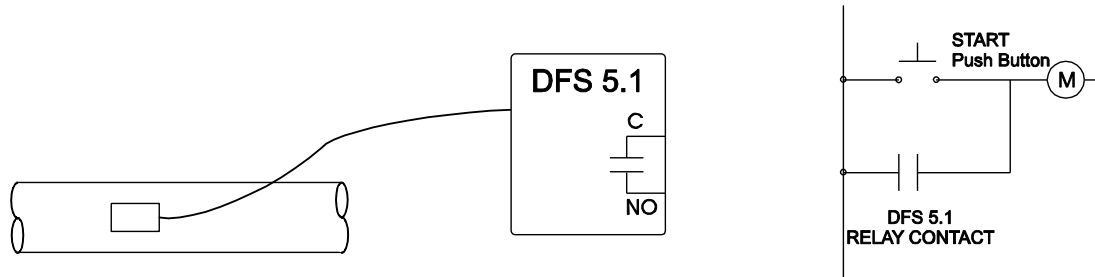 DFS 5.1
C
NO
START
Push Button
M
DFS 5.1
RELAY CONTACT